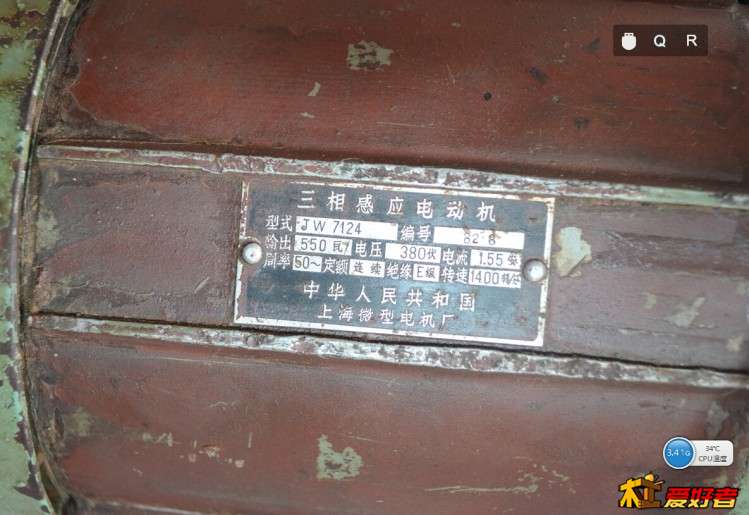 Q R
三相感应电动机
型式 JW 7124 编号 82 8
输出 550 瓦 电压 380伏 电流 1.55 安
周率 50~ 定额 连续 绝缘 E级 转速 1400
中华人民共和国
上海微型电机厂
34℃
CPU温度
爱好者